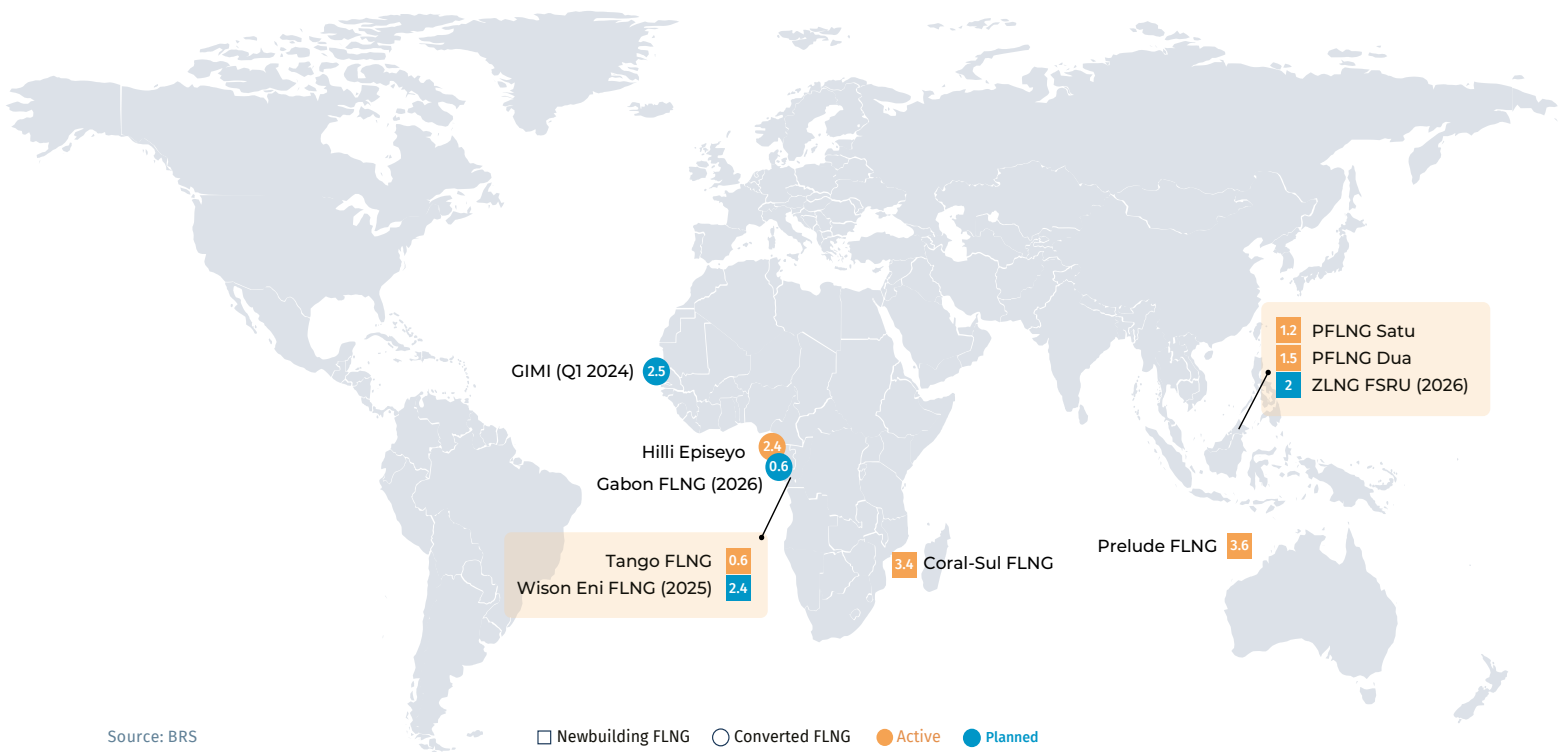 1.2 PFLNG Satu
1.5 PFLNG Dua
2 ZLNG FSRU (2026)
GIMI (Q1 2024) 2.5
Hilli Episeyo 2.4
Gabon FLNG (2026) 0.6
Tango FLNG 0.6
Wison Eni FLNG (2025) 2.4
3.4 Coral-Sul FLNG
Prelude FLNG 3.6
Source: BRS
Newbuilding FLNG Converted FLNG Active Planned